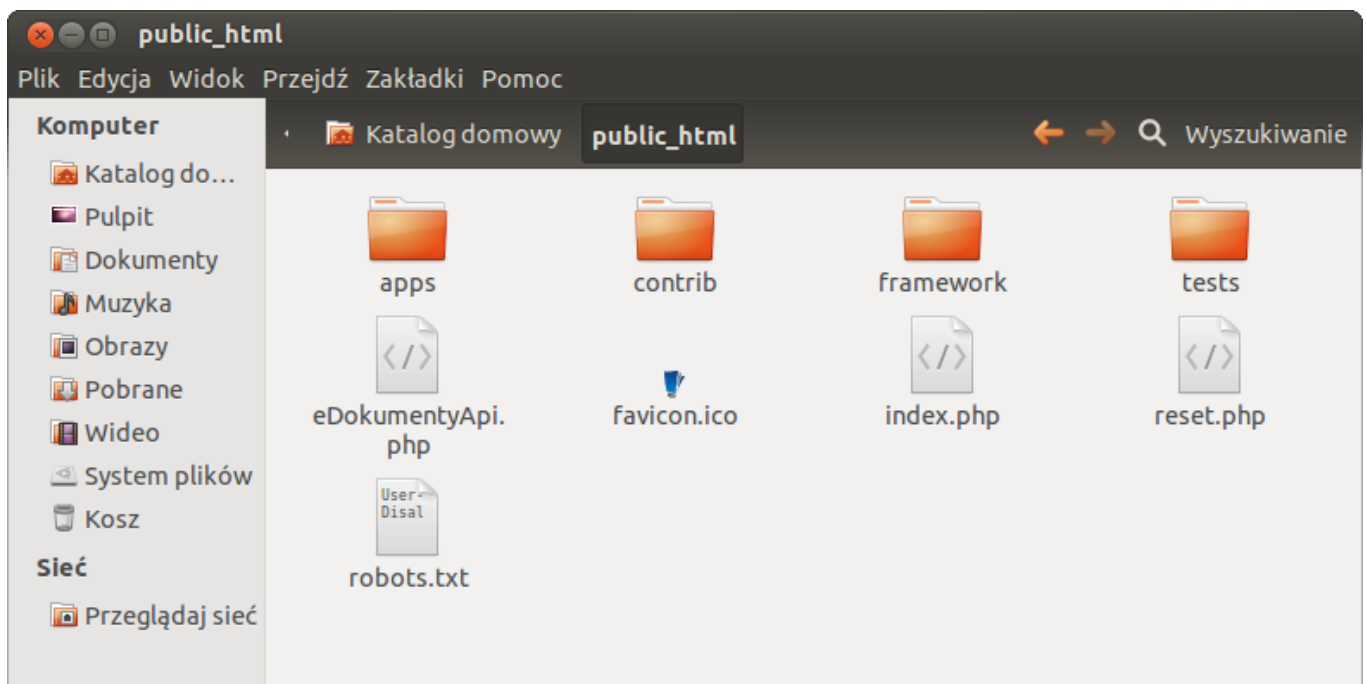 public_html
Plik Edycja Widok Przejdź Zakładki Pomoc
Komputer
Katalog do...
Pulpit
Dokumenty
Muzyka
Obrazy
Pobrane
Wideo
System plików
Kosz
Sieć
Przeglądaj sieć
Katalog domowy public_html Wyszukiwanie
apps contrib framework tests
eDokumentyApi.
php
favicon.ico index.php reset.php
User-
Disal
robots.txt